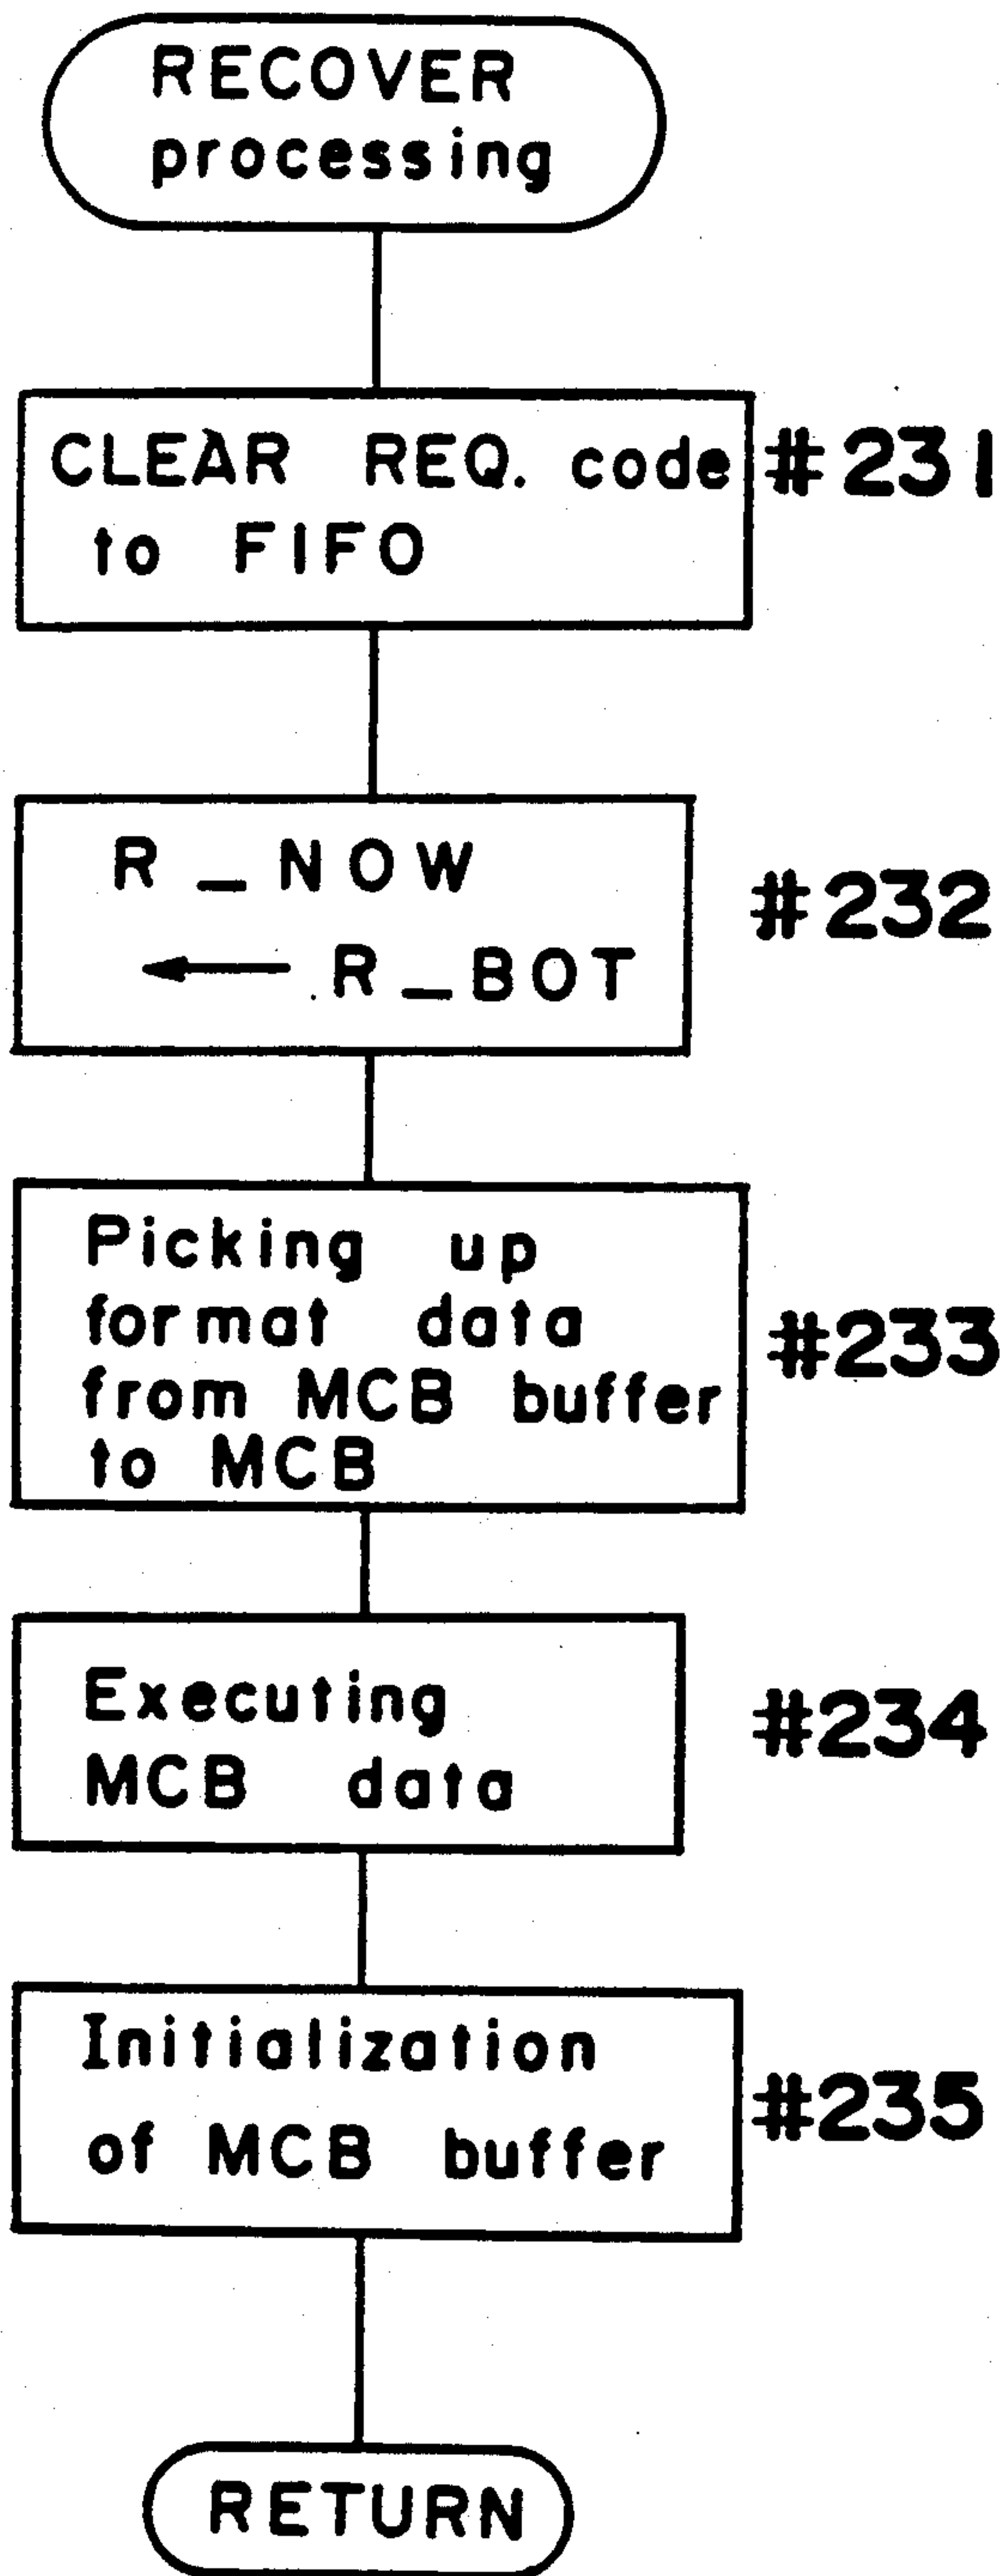 RECOVER
processing
CLEAR REQ. code #231
to FIFO
R_NOW
← R_BOT
#232
Picking up
format data
from MCB buffer
to MCB
#233
Executing
MCB data
#234
Initialization
of MCB buffer
#235
RETURN